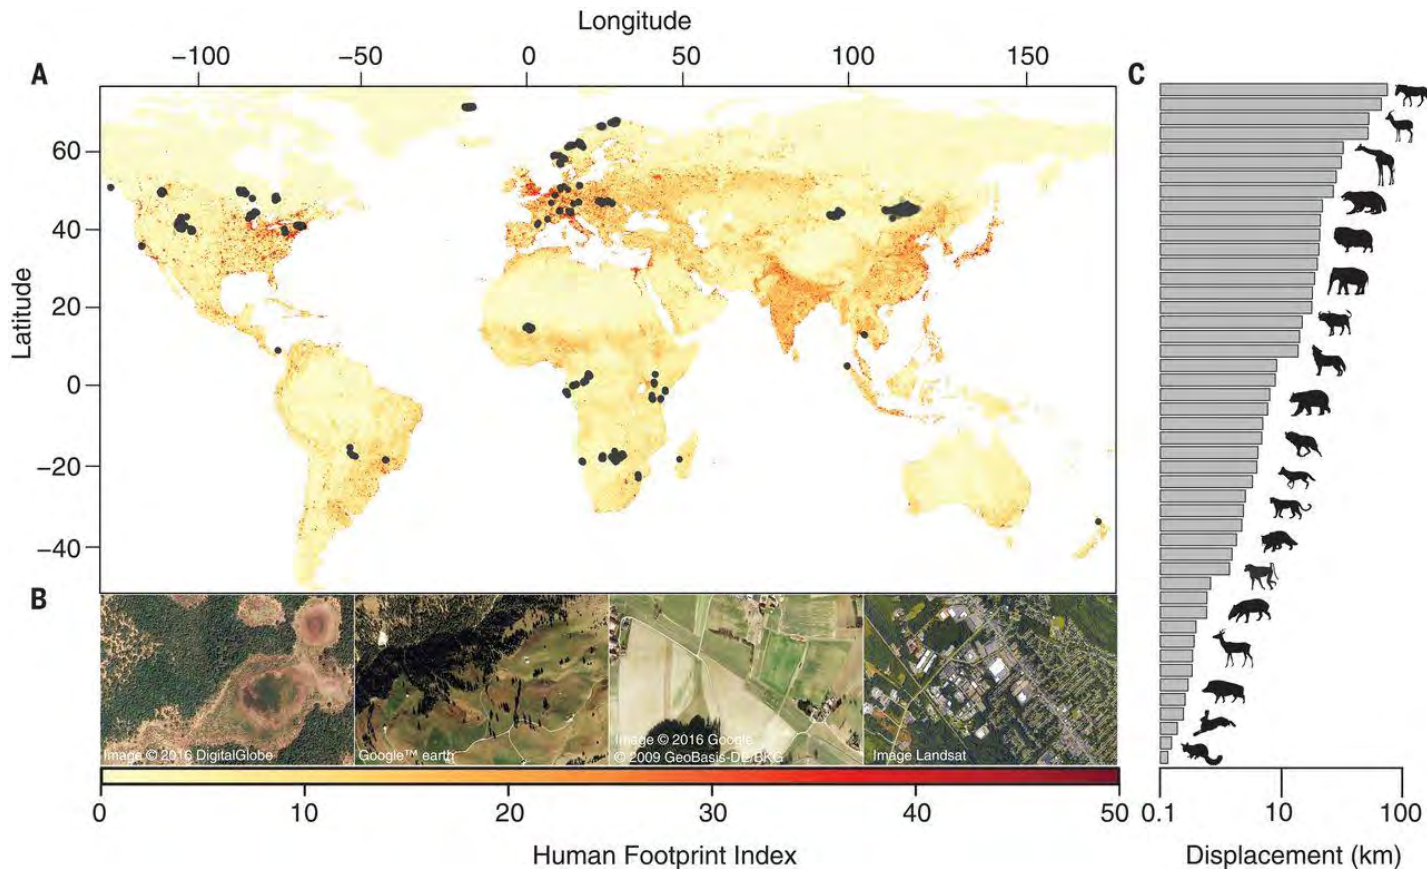 Longitude
−100 −50 0 50 100 150
A
C
60
40
20
0
−20
−40
Latitude
B
Image © 2016 DigitalGlobe
Google™ earth
Image © 2016 Google
© 2009 GeoBasis-DE/BKG
Image Landsat
0 10 20 30 40 50
Human Footprint Index
0.1 10 100
Displacement (km)